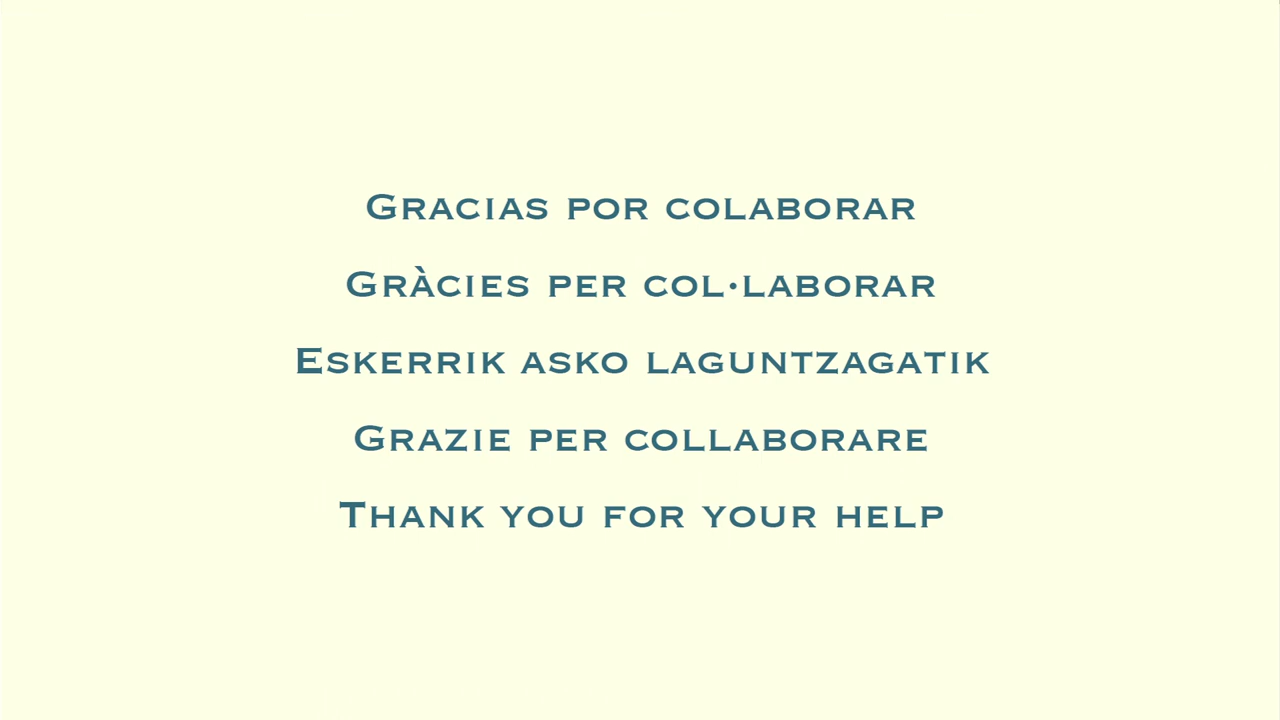 Gracias por colaborar
Gràcies per col·laborar
Eskerrik asko laguntzagatik
Grazie per collaborare
Thank you for your help